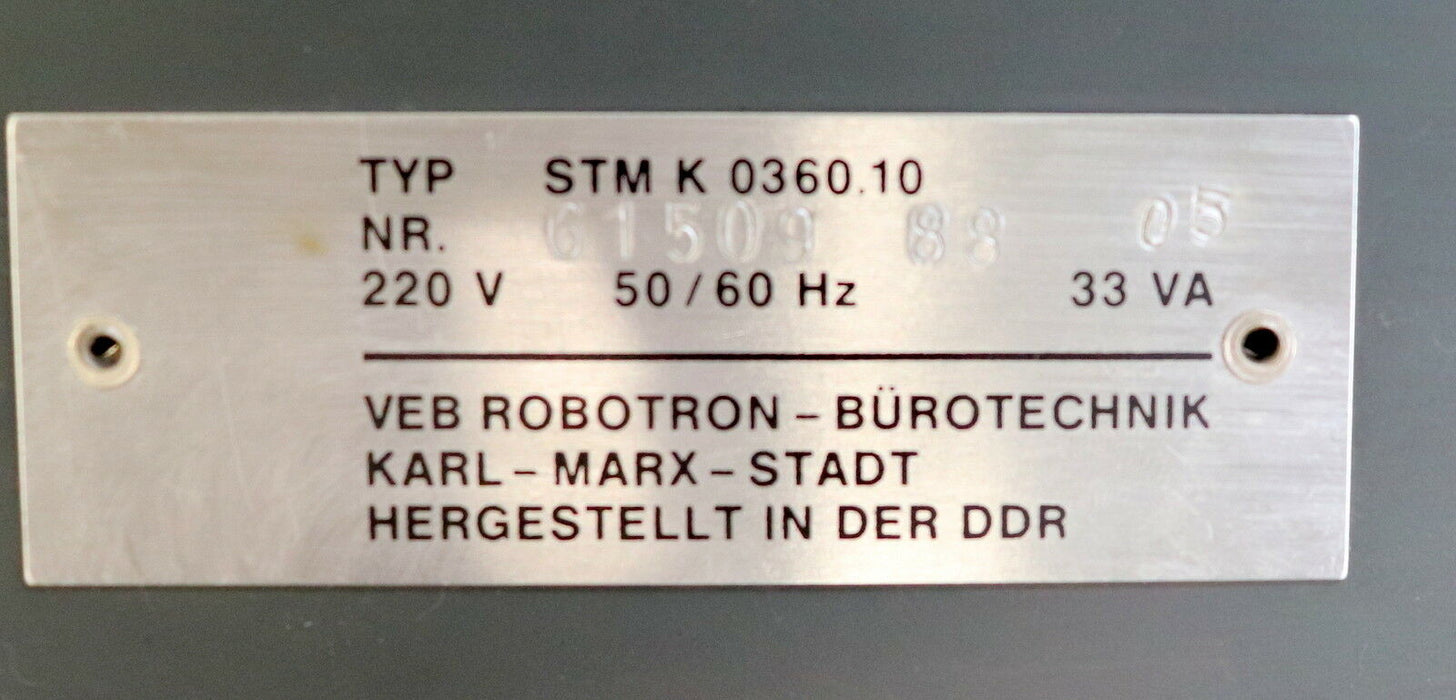 TYP STM K 0360.10
NR. 61509 88 05
220 V 50/60 Hz 33 VA
VEB ROBOTRON – BÜROTECHNIK
KARL – MARX – STADT
HERGESTELLT IN DER DDR